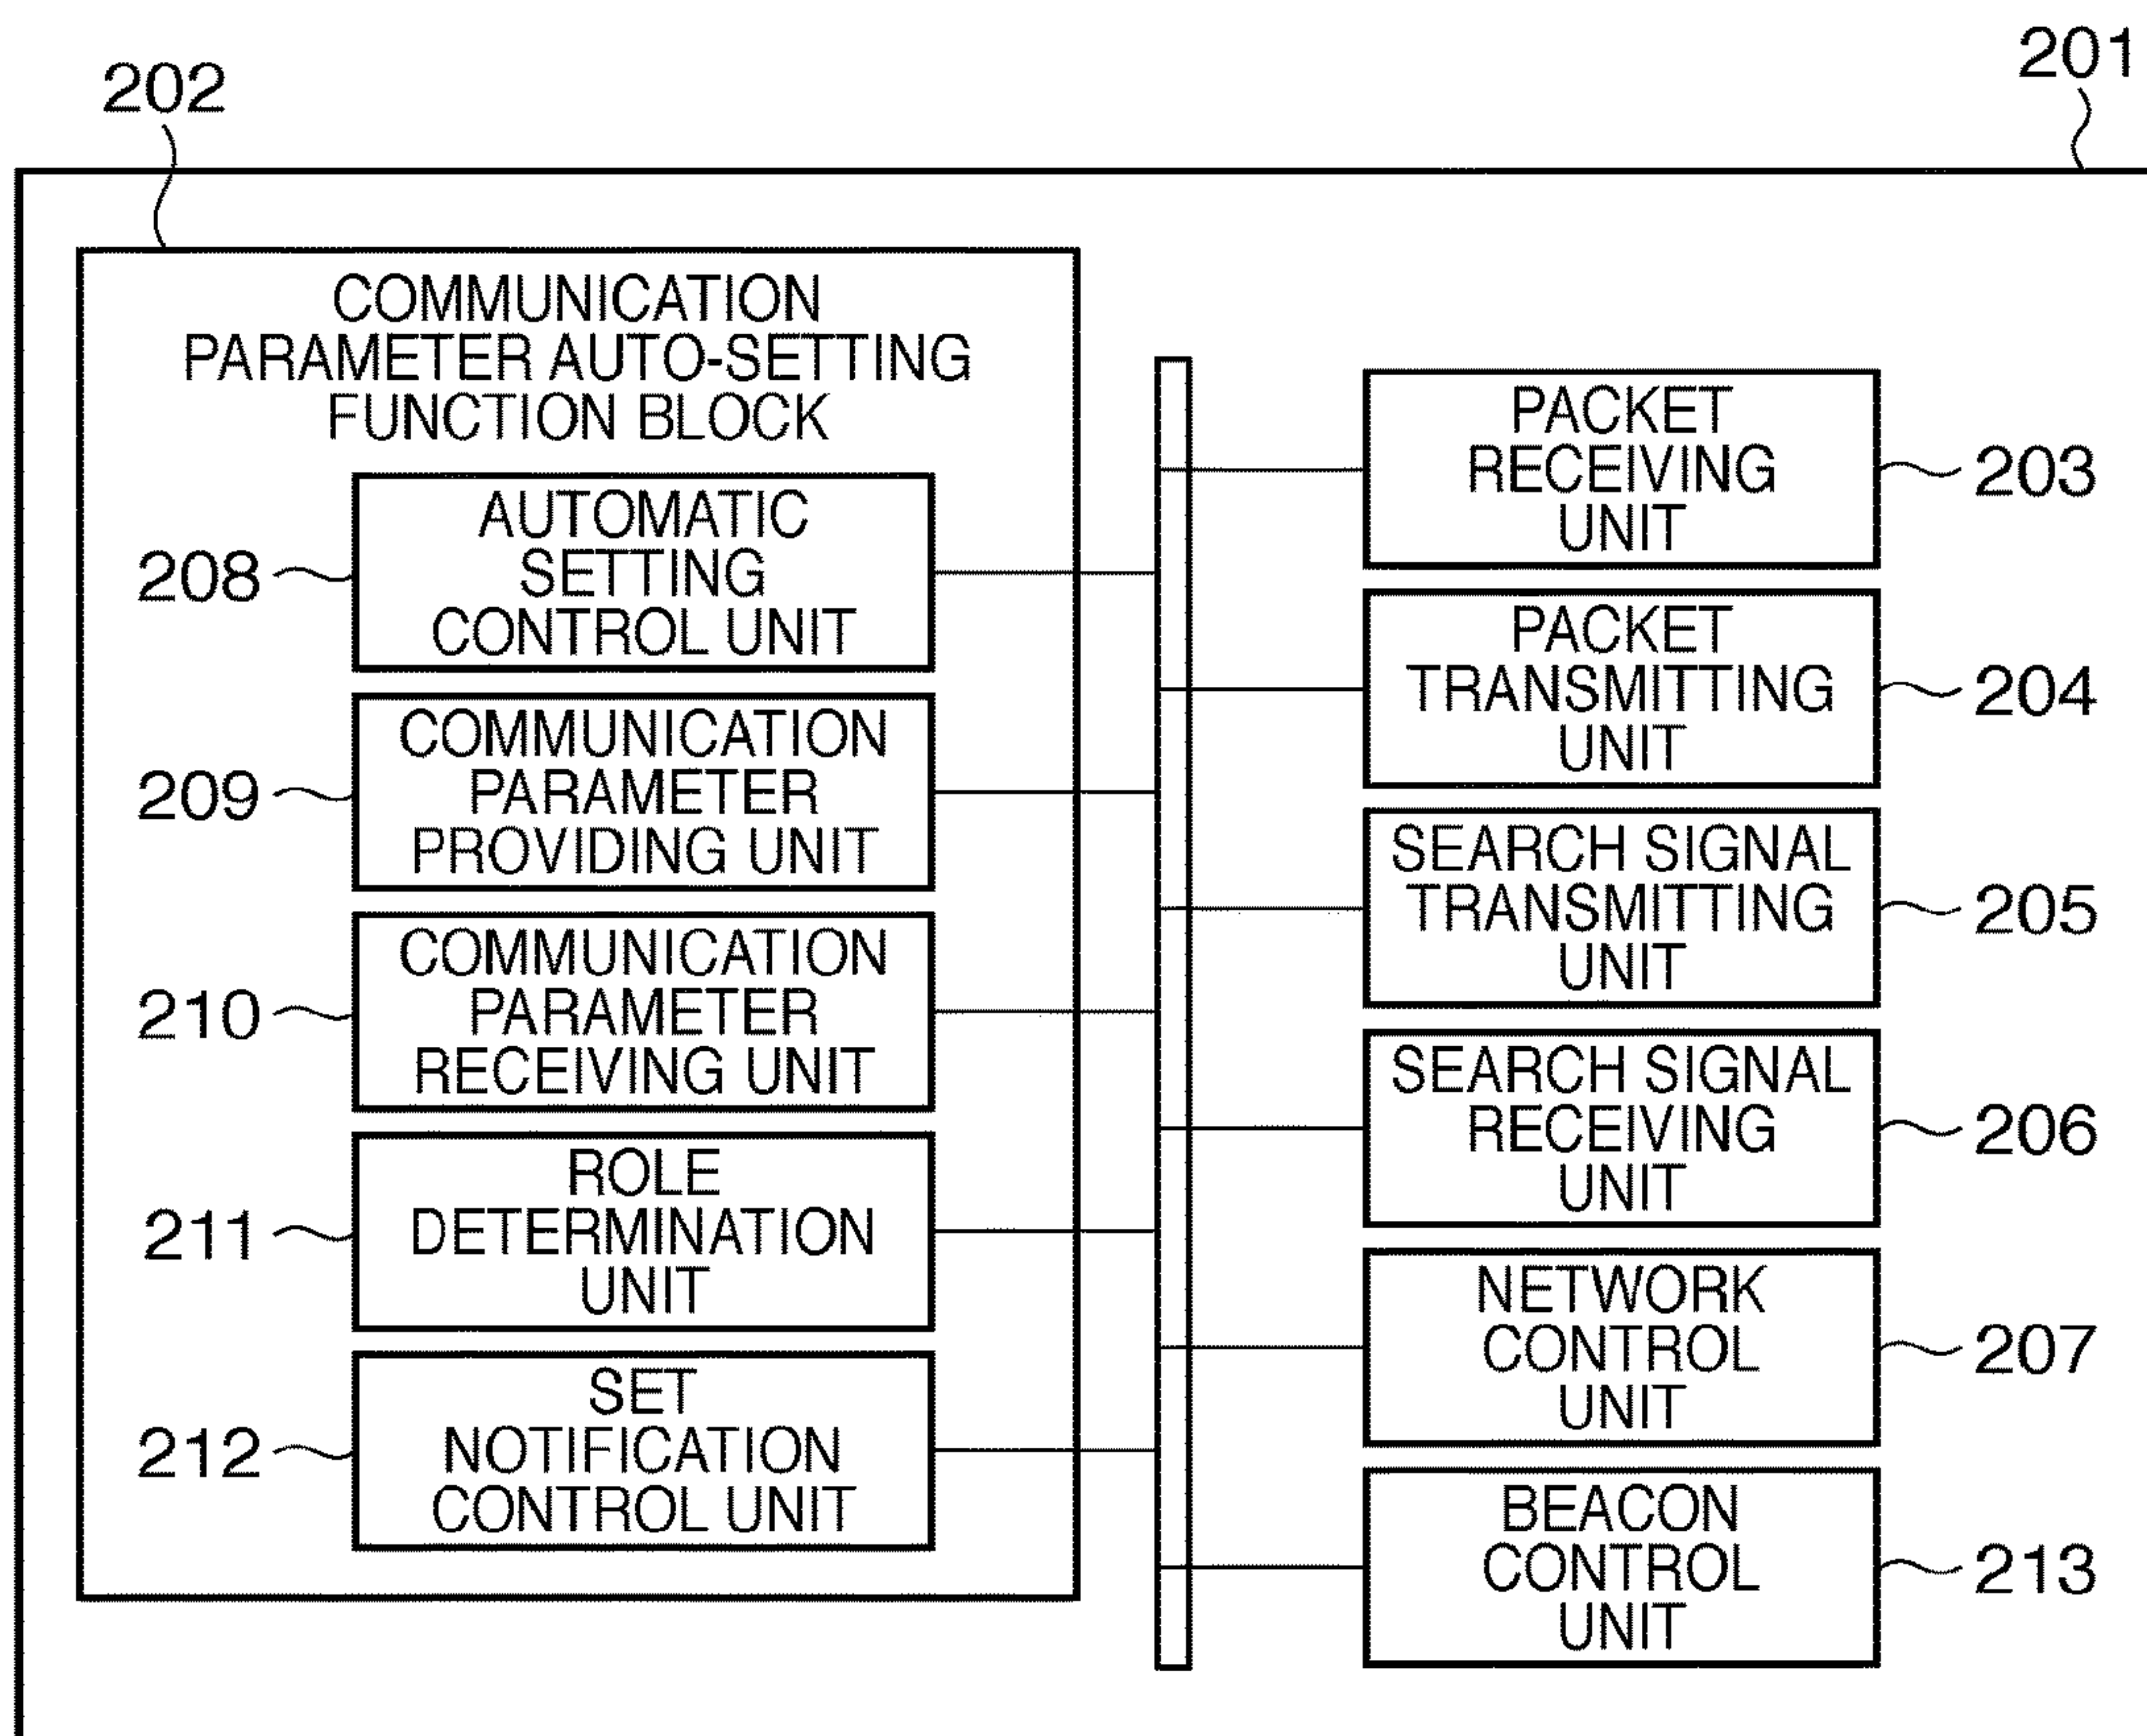 201
202
COMMUNICATION
PARAMETER AUTO-SETTING
FUNCTION BLOCK
208
AUTOMATIC
SETTING
CONTROL UNIT
209
COMMUNICATION
PARAMETER
PROVIDING UNIT
210
COMMUNICATION
PARAMETER
RECEIVING UNIT
211
ROLE
DETERMINATION
UNIT
212
SET
NOTIFICATION
CONTROL UNIT
PACKET
RECEIVING
UNIT
203
PACKET
TRANSMITTING
UNIT
204
SEARCH SIGNAL
TRANSMITTING
UNIT
205
SEARCH SIGNAL
RECEIVING
UNIT
206
NETWORK
CONTROL
UNIT
207
BEACON
CONTROL
UNIT
213